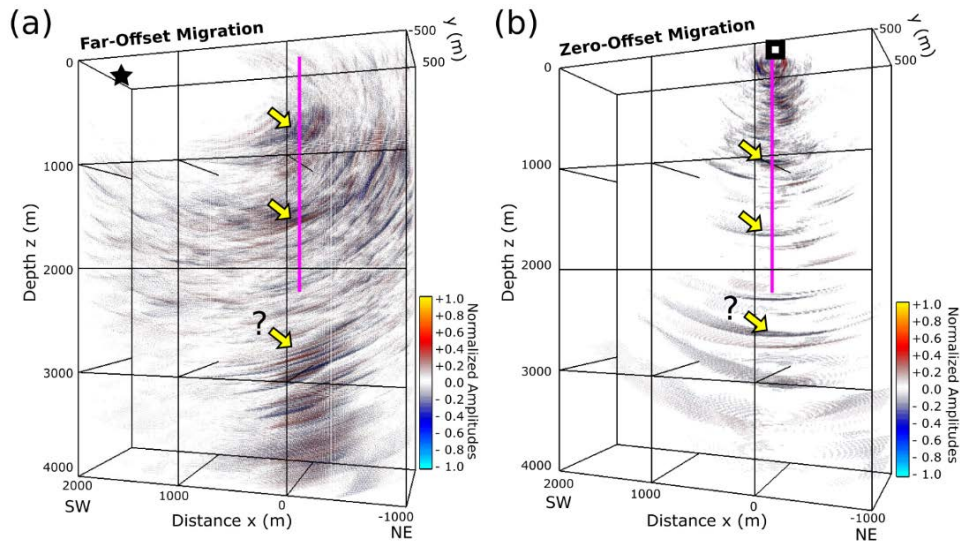 (a)
Far-Offset Migration
0
1000
2000
3000
4000
Depth z (m)
2000
1000
0
-1000
SW
Distance x (m)
NE
-500
500
y (m)
?
+1.0
+0.8
+0.6
+0.4
+0.2
0.0
- 0.2
- 0.4
- 0.6
- 0.8
- 1.0
Normalized Amplitudes
(b)
Zero-Offset Migration
0
1000
2000
3000
4000
Depth z (m)
2000
1000
0
-1000
SW
Distance x (m)
NE
-500
500
y (m)
?
+1.0
+0.8
+0.6
+0.4
+0.2
0.0
- 0.2
- 0.4
- 0.6
- 0.8
- 1.0
Normalized Amplitudes